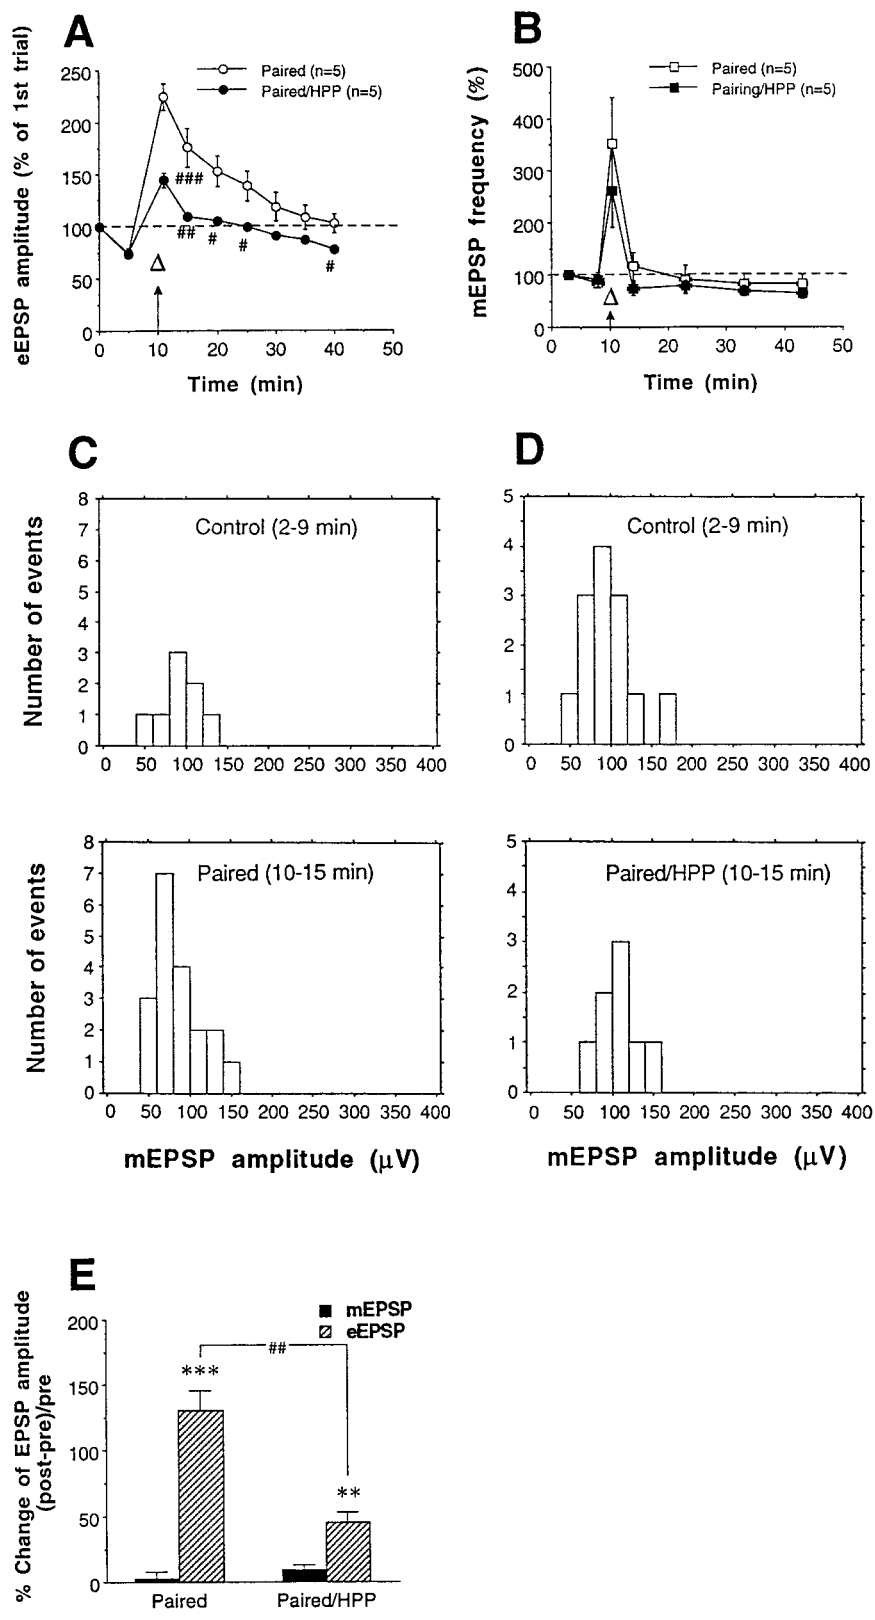 A
eEPSP amplitude (% of 1st trial)
250
200
150
100
50
0
Paired (n=5)
Paired/HPP (n=5)
###
##
#
#
#
Δ
0 10 20 30 40 50
Time (min)
B
mEPSP frequency (%)
500
400
300
200
100
0
Paired (n=5)
Pairing/HPP (n=5)
Δ
0 10 20 30 40 50
Time (min)
C
Number of events
8
7
6
5
4
3
2
1
0
Control (2-9 min)
0 50 100 150 200 250 300 350 400
D
5
4
3
2
1
0
Control (2-9 min)
0 50 100 150 200 250 300 350 400
Number of events
8
7
6
5
4
3
2
1
0
Paired (10-15 min)
0 50 100 150 200 250 300 350 400
mEPSP amplitude (μV)
5
4
3
2
1
0
Paired/HPP (10-15 min)
0 50 100 150 200 250 300 350 400
mEPSP amplitude (μV)
E
% Change of EPSP amplitude
(post-pre)/pre
200
150
100
50
0
mEPSP
eEPSP
##
***
**
Paired Paired/HPP